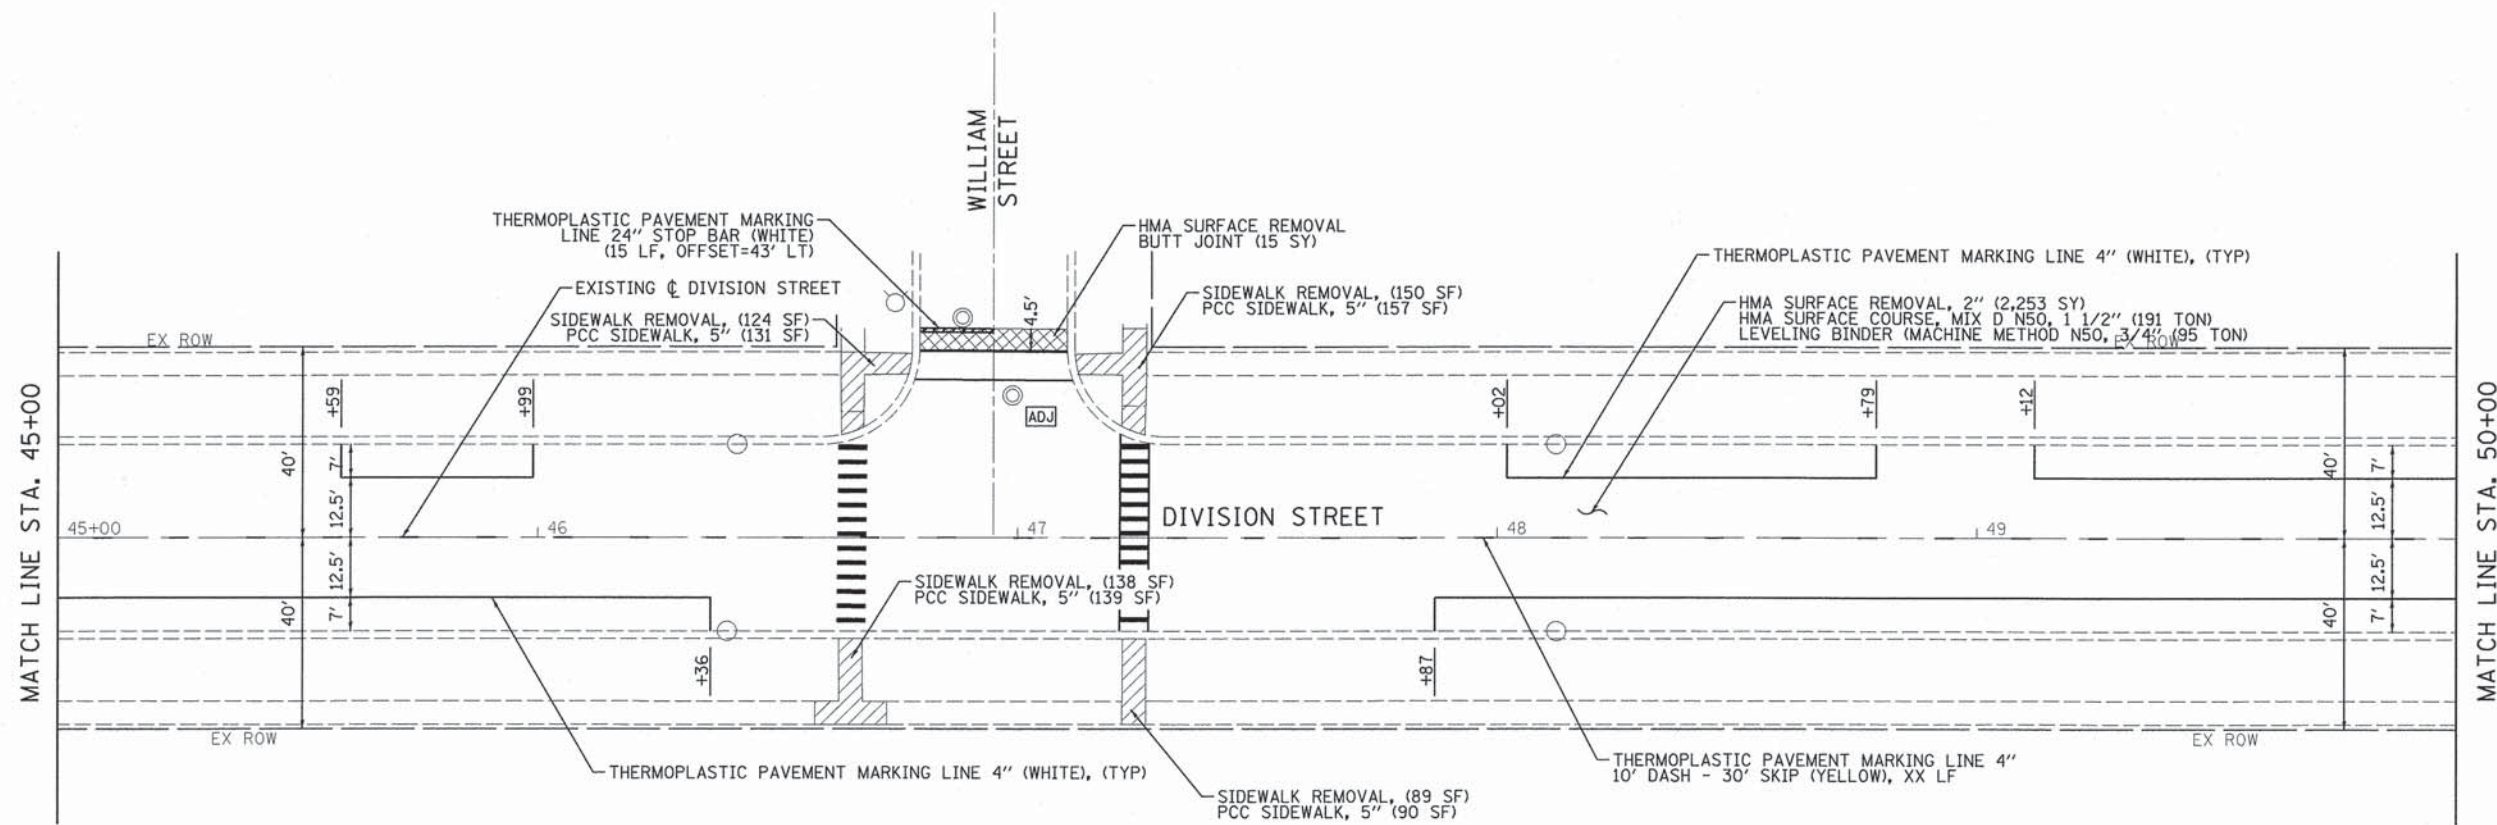 WILLIAM
STREET
THERMOPLASTIC PAVEMENT MARKING
LINE 24" STOP BAR (WHITE)
(15 LF, OFFSET=43' LT)
HMA SURFACE REMOVAL
BUTT JOINT (15 SY)
THERMOPLASTIC PAVEMENT MARKING LINE 4" (WHITE), (TYP)
EXISTING ℄ DIVISION STREET
SIDEWALK REMOVAL, (124 SF)
PCC SIDEWALK, 5" (131 SF)
4.5'
SIDEWALK REMOVAL, (150 SF)
PCC SIDEWALK, 5" (157 SF)
HMA SURFACE REMOVAL, 2" (2,253 SY)
HMA SURFACE COURSE, MIX D N50, 1 1/2" (191 TON)
LEVELING BINDER (MACHINE METHOD N50, 3/4" (95 TON)
EX ROW
EX ROW
MATCH LINE STA. 45+00
+59
+99
ADJ
+02
+79
+12
MATCH LINE STA. 50+00
40'
7'
12.5'
40'
7'
12.5'
45+00
46
47
DIVISION STREET
48
49
12.5'
7'
40'
12.5'
7'
40'
SIDEWALK REMOVAL, (138 SF)
PCC SIDEWALK, 5" (139 SF)
+36
+87
EX ROW
EX ROW
THERMOPLASTIC PAVEMENT MARKING LINE 4" (WHITE), (TYP)
THERMOPLASTIC PAVEMENT MARKING LINE 4"
10' DASH - 30' SKIP (YELLOW), XX LF
SIDEWALK REMOVAL, (89 SF)
PCC SIDEWALK, 5" (90 SF)